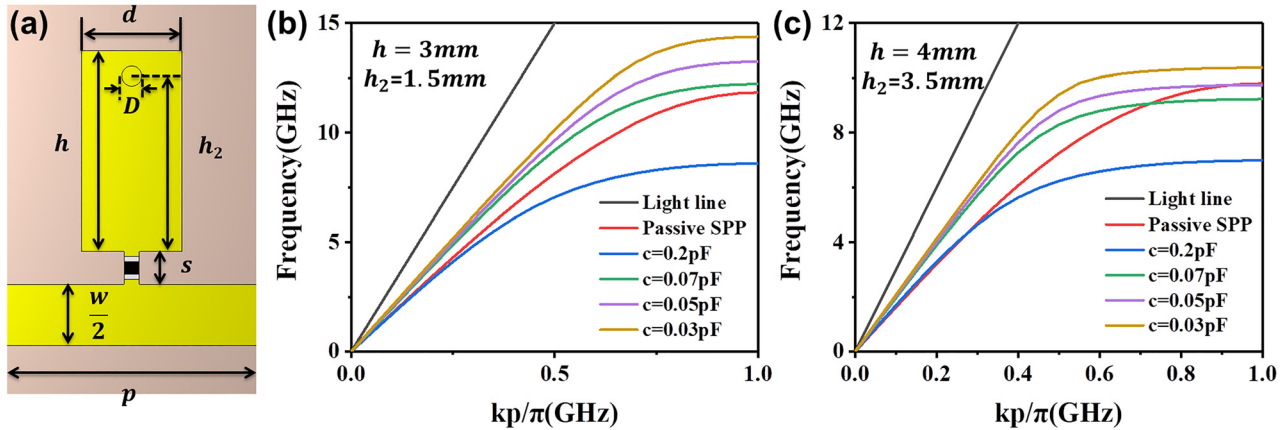 (a)
d
D
h
h₂
s
w
2
p
(b)
15
10
5
0
Frequency(GHz)
h = 3mm
h₂=1.5mm
Light line
Passive SPP
c=0.2pF
c=0.07pF
c=0.05pF
c=0.03pF
0.0
0.5
1.0
kp/π(GHz)
(c)
12
8
4
0
Frequency(GHz)
h = 4mm
h₂=3.5mm
Light line
Passive SPP
c=0.2pF
c=0.07pF
c=0.05pF
c=0.03pF
0.0
0.2
0.4
0.6
0.8
1.0
kp/π(GHz)